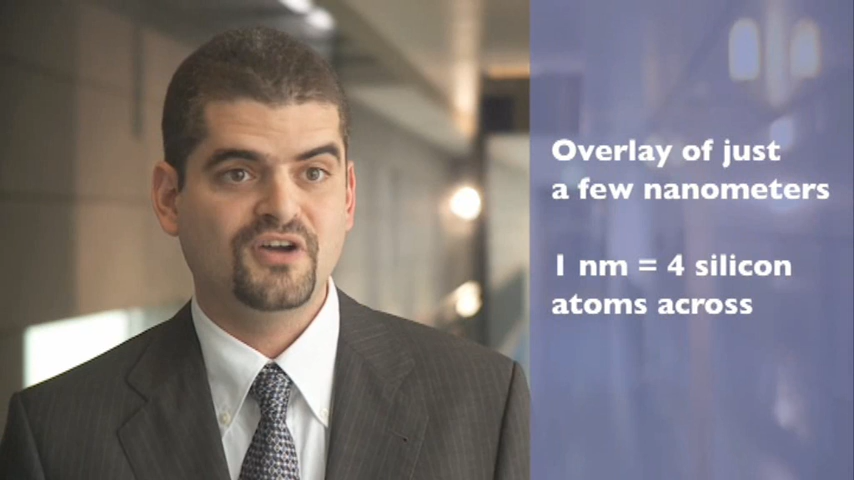 Overlay of just
a few nanometers
1 nm = 4 silicon
atoms across